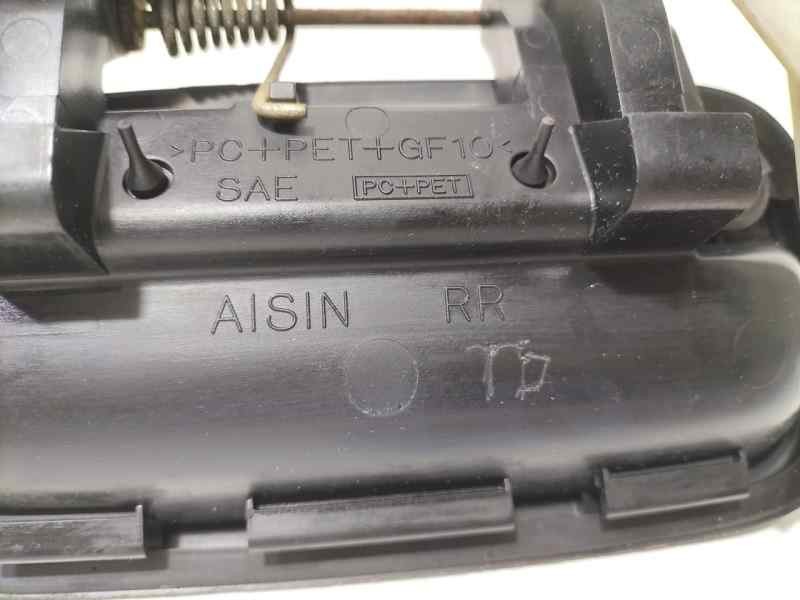 >PC+PET+GF10<
SAE PC+PET
AISIN RR